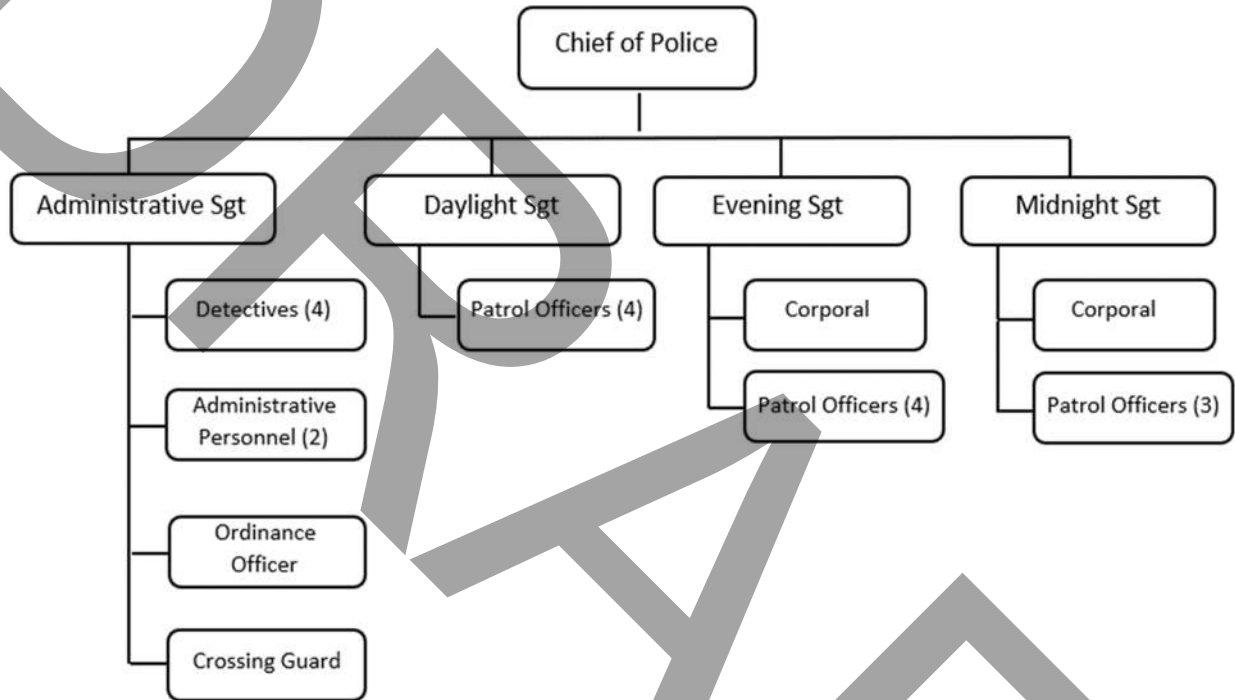 Chief of Police
Administrative Sgt
Daylight Sgt
Evening Sgt
Midnight Sgt
Detectives (4)
Patrol Officers (4)
Corporal
Corporal
Administrative
Personnel (2)
Patrol Officers (4)
Patrol Officers (3)
Ordinance
Officer
Crossing Guard